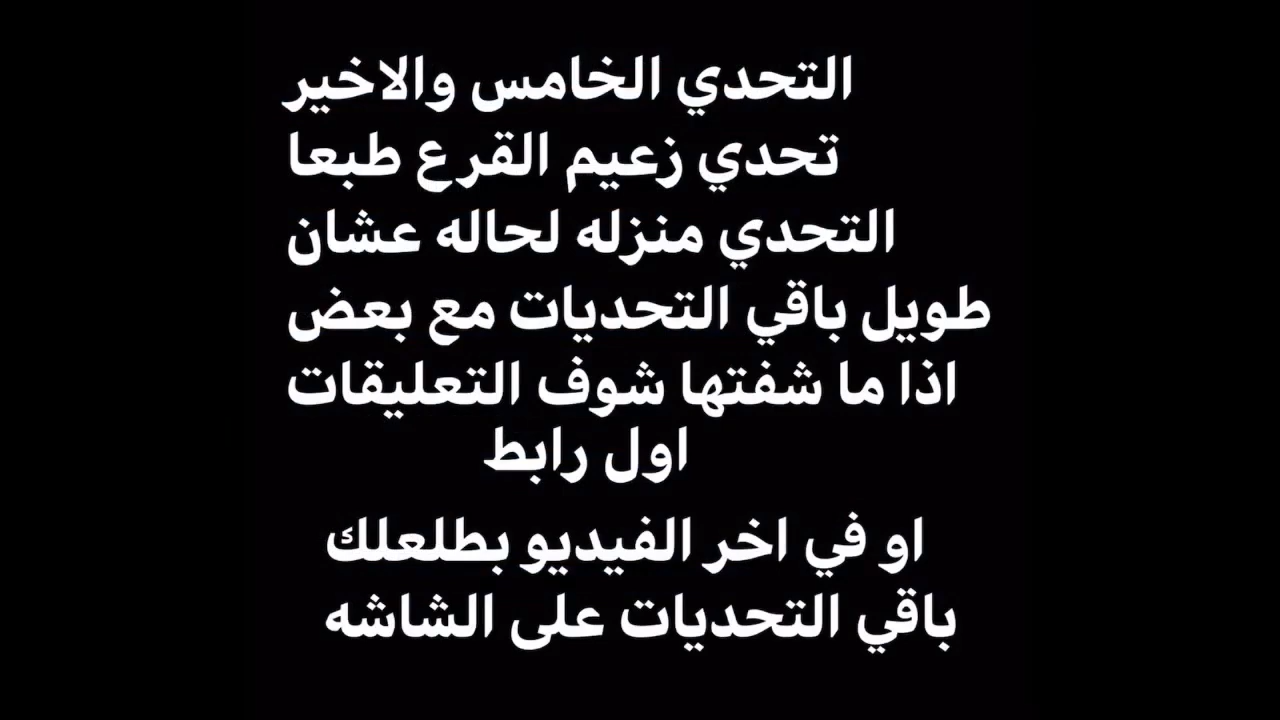 التحدي الخامس والاخير
تحدي زعيم القرع طبعا
التحدي منزله لحاله عشان
طويل باقي التحديات مع بعض
اذا ما شفتها شوف التعليقات
اول رابط
او في اخر الفيديو بطلعلك
باقي التحديات على الشاشه